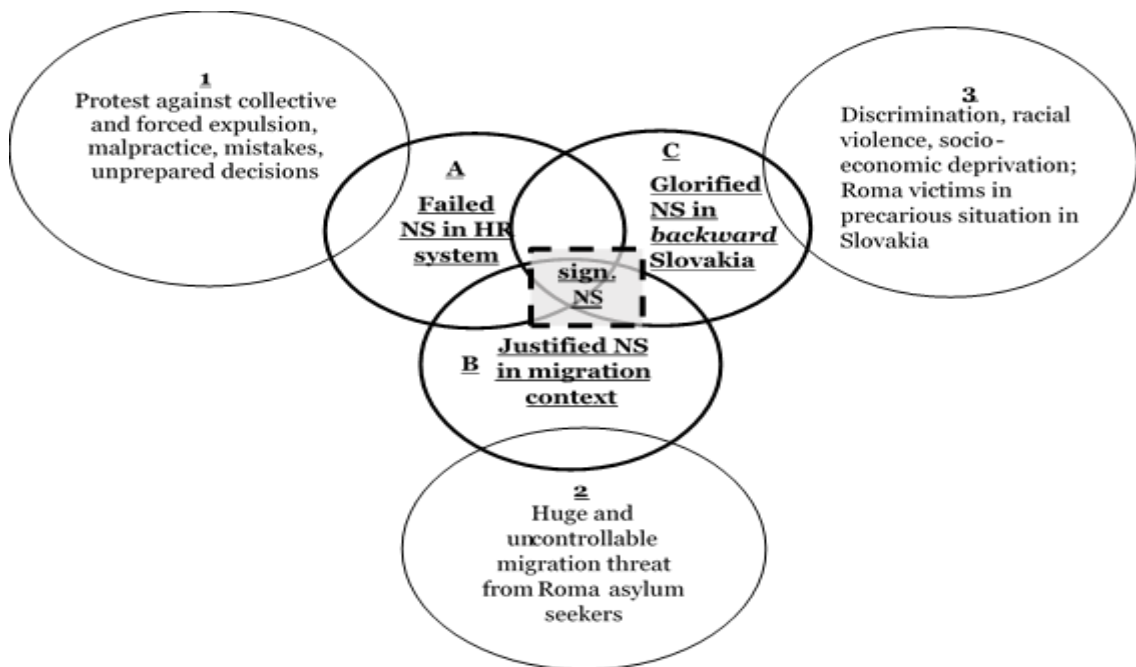 1
Protest against collective
and forced expulsion,
malpractice, mistakes,
unprepared decisions
3
Discrimination, racial
violence, socio-
economic deprivation;
Roma victims in
precarious situation in
Slovakia
A
Failed
NS in HR
system
C
Glorified
NS in
backward
Slovakia
sign.
NS
B
Justified NS
in migration
context
2
Huge and
uncontrollable
migration threat
from Roma asylum
seekers